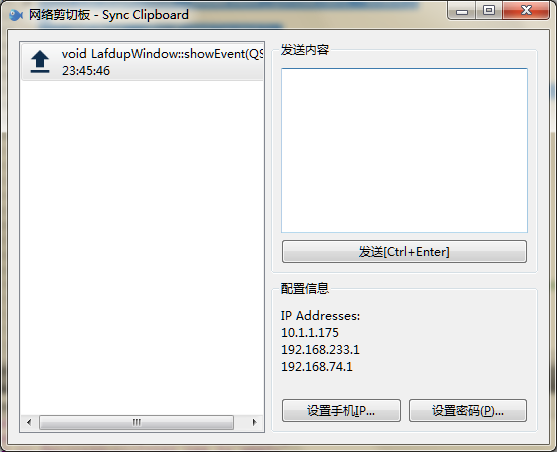 网络剪切板 - Sync Clipboard
void LafdupWindow::showEvent(QS
23:45:46
发送内容
发送[Ctrl+Enter]
配置信息
IP Addresses:
10.1.1.175
192.168.233.1
192.168.74.1
设置手机IP...
设置密码(P)...